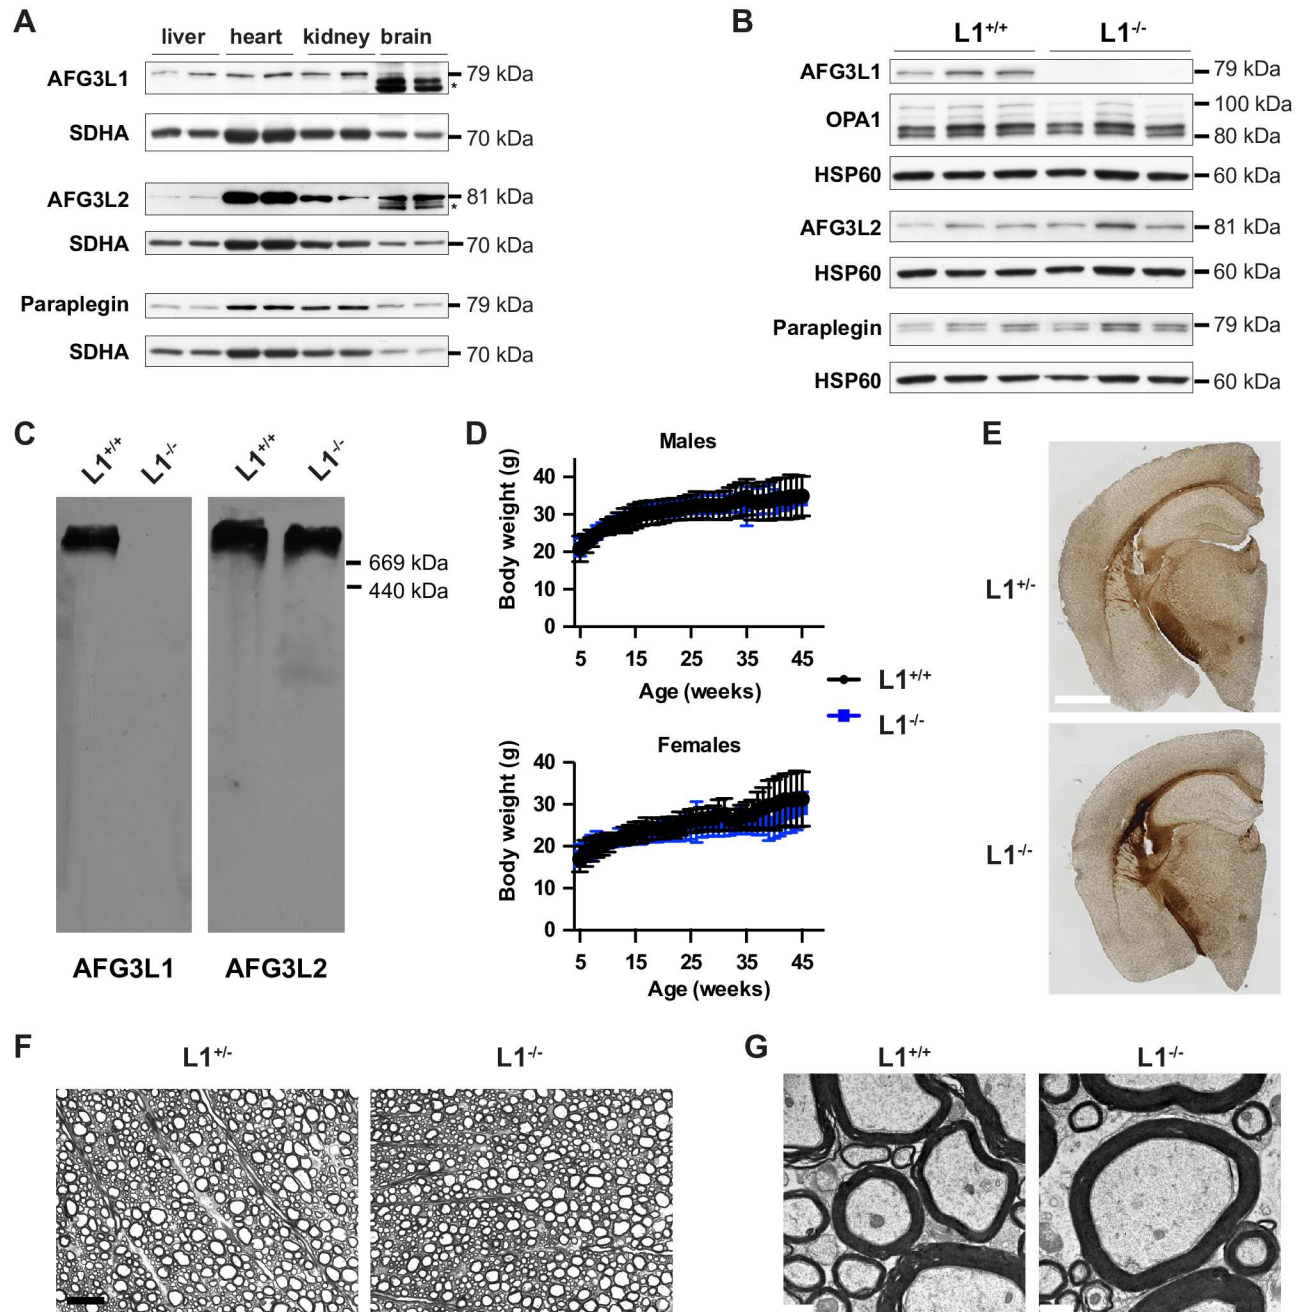 A
liver heart kidney brain
AFG3L1 79 kDa
*
SDHA 70 kDa
AFG3L2 81 kDa
*
SDHA 70 kDa
Paraplegin 79 kDa
SDHA 70 kDa
B
L1+/+ L1-/-
AFG3L1 79 kDa
OPA1 100 kDa
80 kDa
HSP60 60 kDa
AFG3L2 81 kDa
HSP60 60 kDa
Paraplegin 79 kDa
HSP60 60 kDa
C
L1+/+ L1-/- L1+/+ L1-/-
669 kDa
440 kDa
AFG3L1 AFG3L2
D
Males
Body weight (g)
40
30
20
10
0
5 15 25 35 45
Age (weeks)
L1+/+
L1-/-
Females
Body weight (g)
40
30
20
10
0
5 15 25 35 45
Age (weeks)
E
L1+/-
L1-/-
F
L1+/- L1-/-
G
L1+/+ L1-/-